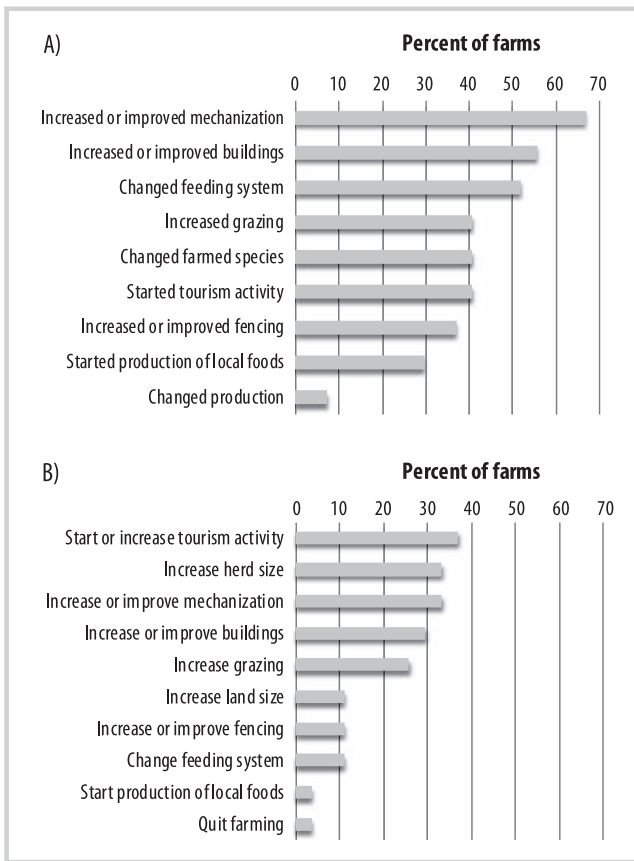 A)
Percent of farms
0 10 20 30 40 50 60 70
Increased or improved mechanization
Increased or improved buildings
Changed feeding system
Increased grazing
Changed farmed species
Started tourism activity
Increased or improved fencing
Started production of local foods
Changed production
B)
Percent of farms
0 10 20 30 40 50 60 70
Start or increase tourism activity
Increase herd size
Increase or improve mechanization
Increase or improve buildings
Increase grazing
Increase land size
Increase or improve fencing
Change feeding system
Start production of local foods
Quit farming